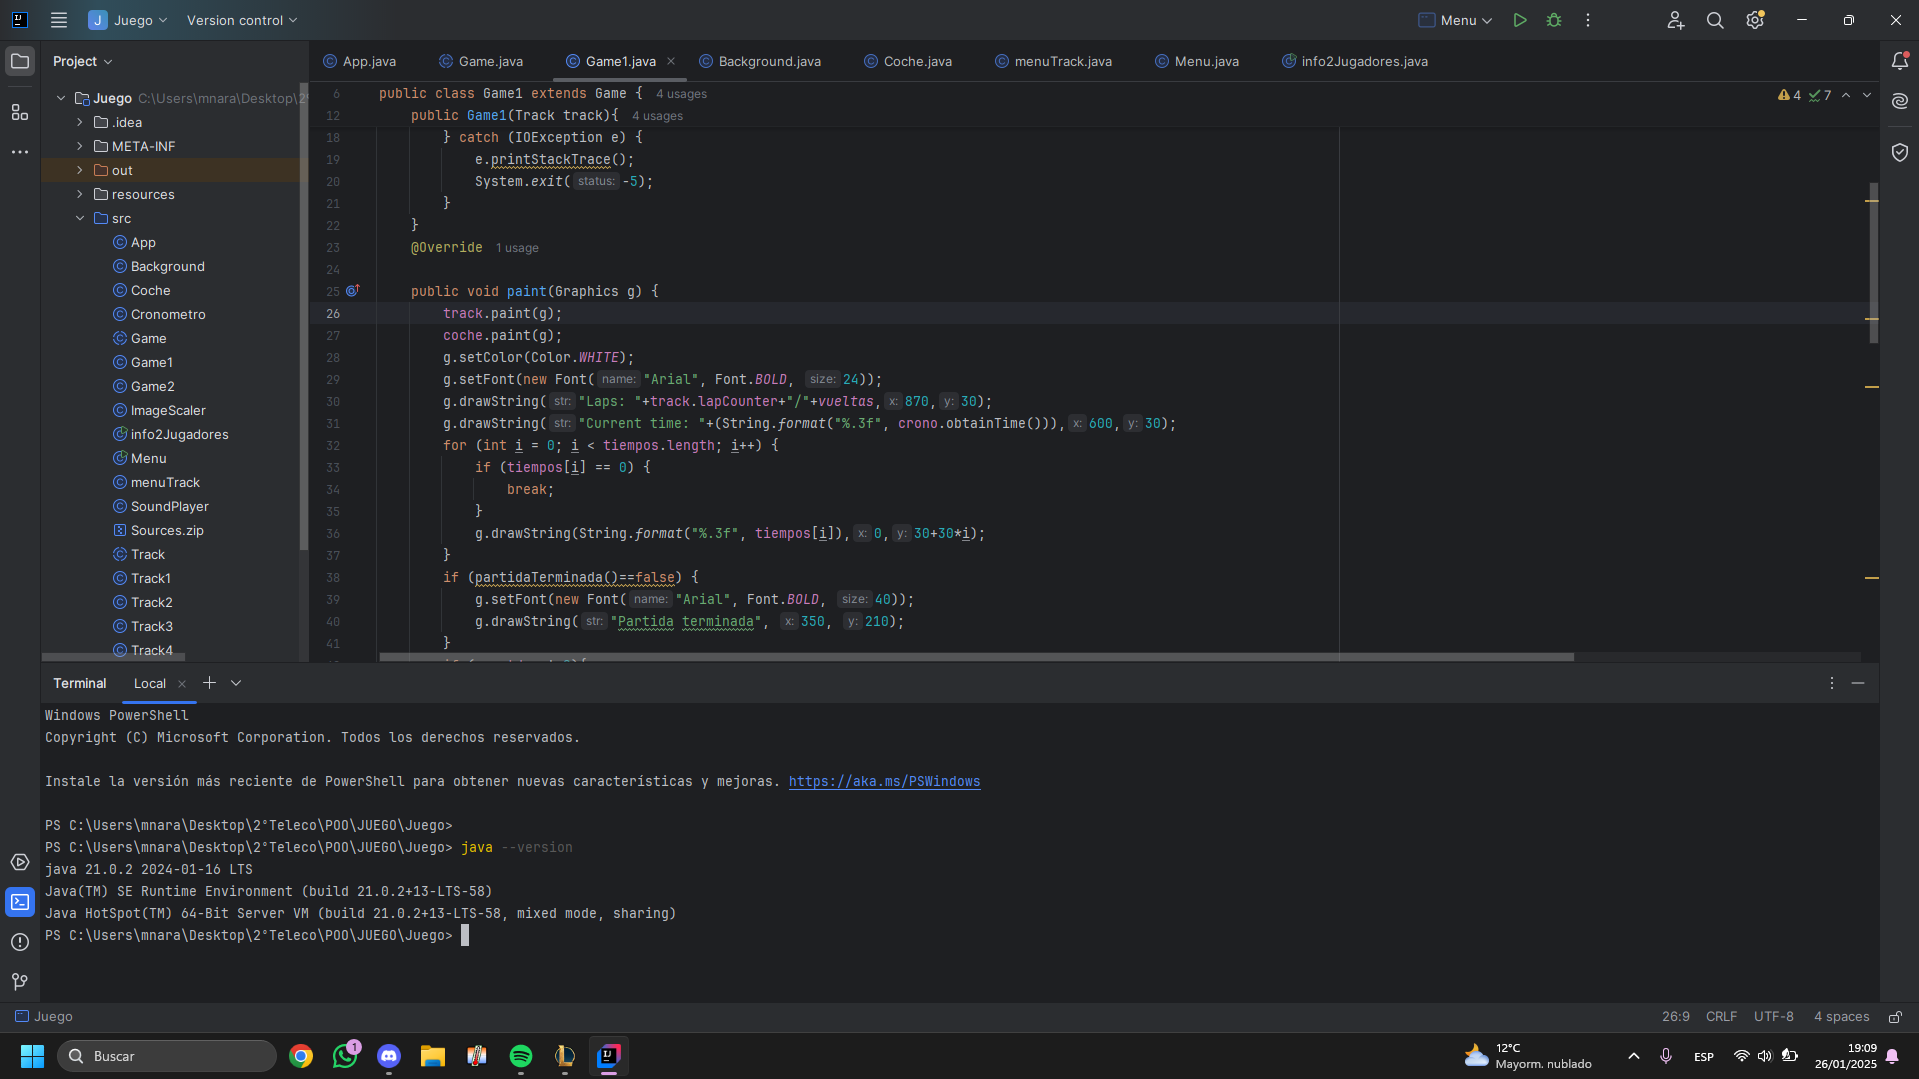 Juego
Version control
Menu
Project
App.java
Game.java
Game1.java
Background.java
Coche.java
menuTrack.java
Menu.java
info2Jugadores.java
Juego C:\Users\mnara\Desktop\2
.idea
META-INF
out
resources
src
App
Background
Coche
Cronometro
Game
Game1
Game2
ImageScaler
info2Jugadores
Menu
menuTrack
SoundPlayer
Sources.zip
Track
Track1
Track2
Track3
Track4
4 7
6 public class Game1 extends Game { 4 usages
12 public Game1(Track track){ 4 usages
18 } catch (IOException e) {
19 e.printStackTrace();
20 System.exit( status: -5);
21 }
22 }
23 @Override 1 usage
24
25 public void paint(Graphics g) {
26 track.paint(g);
27 coche.paint(g);
28 g.setColor(Color.WHITE);
29 g.setFont(new Font( name: "Arial", Font.BOLD, size: 24));
30 g.drawString( str: "Laps: "+track.lapCounter+"/"+vueltas, x: 870, y: 30);
31 g.drawString( str: "Current time: "+(String.format("%.3f", crono.obtainTime())), x: 600, y: 30);
32 for (int i = 0; i < tiempos.length; i++) {
33 if (tiempos[i] == 0) {
34 break;
35 }
36 g.drawString(String.format("%.3f", tiempos[i]), x: 0, y: 30+30*i);
37 }
38 if (partidaTerminada()==false) {
39 g.setFont(new Font( name: "Arial", Font.BOLD, size: 40));
40 g.drawString( str: "Partida terminada", x: 350, y: 210);
41 }
Terminal
Local
Windows PowerShell
Copyright (C) Microsoft Corporation. Todos los derechos reservados.
Instale la versión más reciente de PowerShell para obtener nuevas características y mejoras. https://aka.ms/PSWindows
PS C:\Users\mnara\Desktop\2ºTeleco\POO\JUEGO\Juego>
PS C:\Users\mnara\Desktop\2ºTeleco\POO\JUEGO\Juego> java --version
java 21.0.2 2024-01-16 LTS
Java(TM) SE Runtime Environment (build 21.0.2+13-LTS-58)
Java HotSpot(TM) 64-Bit Server VM (build 21.0.2+13-LTS-58, mixed mode, sharing)
PS C:\Users\mnara\Desktop\2ºTeleco\POO\JUEGO\Juego>
Juego
26:9 CRLF UTF-8 4 spaces
Buscar
1
12°C
Mayorm. nublado
ESP
19:09
26/01/2025